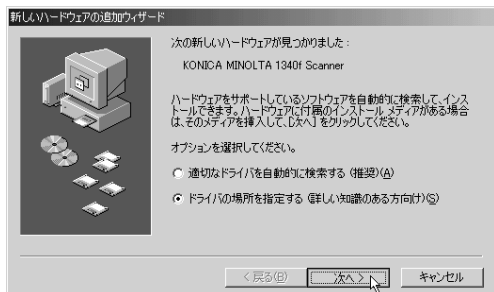 新しいハードウェアの追加ウィザード
次の新しいハードウェアが見つかりました：
KONICA MINOLTA 1340f Scanner
ハードウェアをサポートしているソフトウェアを自動的に検索して、インス
トールできます。ハードウェアに付属のインストール メディアがある場合
は、そのメディアを挿入して、[次へ] をクリックしてください。
オプションを選択してください。
適切なドライバを自動的に検索する (推奨)(A)
ドライバの場所を指定する (詳しい知識のある方向け)(S)
< 戻る(B)
次へ >
キャンセル